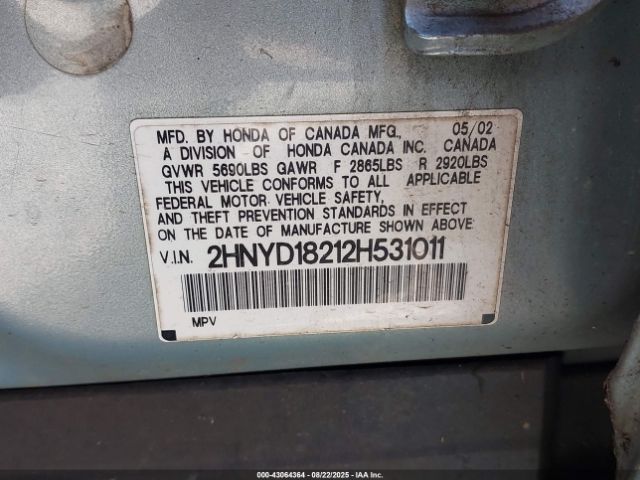 MFD. BY HONDA OF CANADA MFG., 05/02
A DIVISION OF HONDA CANADA INC. CANADA
GVWR 5690LBS GAWR F 2865LBS R 2920LBS
THIS VEHICLE CONFORMS TO ALL APPLICABLE
FEDERAL MOTOR VEHICLE SAFETY,
AND THEFT PREVENTION STANDARDS IN EFFECT
ON THE DATE OF MANUFACTURE SHOWN ABOVE:
V.I.N. 2HNYD18212H531011
MPV
000-43064364 | 08/22/2025 - IAAI.COM